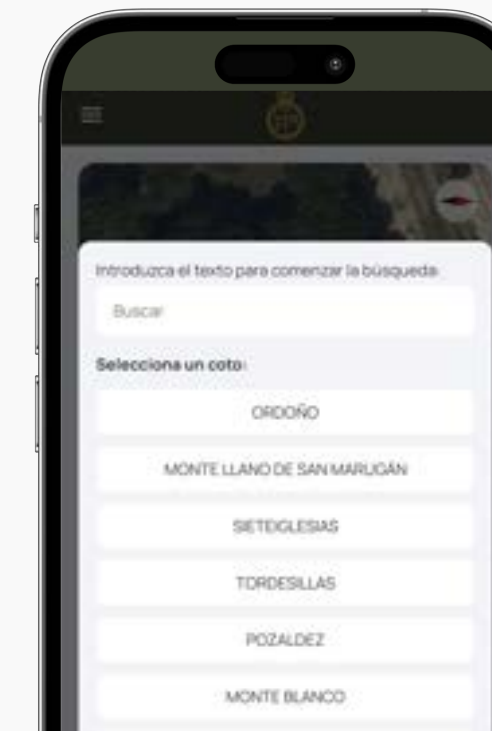 Introduzca el texto para comenzar la búsqueda:
Buscar
Selecciona un coto:
ORDOÑO
MONTE LLANO DE SAN MARUGÁN
SIETEIGLESIAS
TORDESILLAS
POZALDEZ
MONTE BLANCO